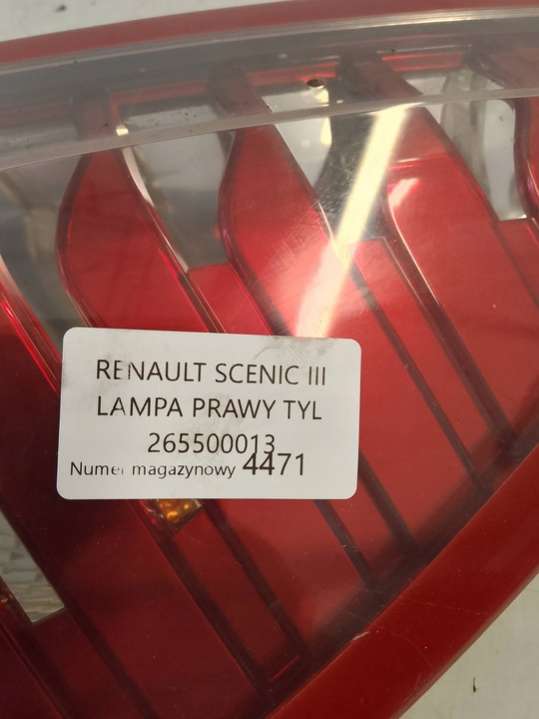 RENAULT SCENIC III
LAMPA PRAWY TYL
265500013
Numer magazynowy 4471